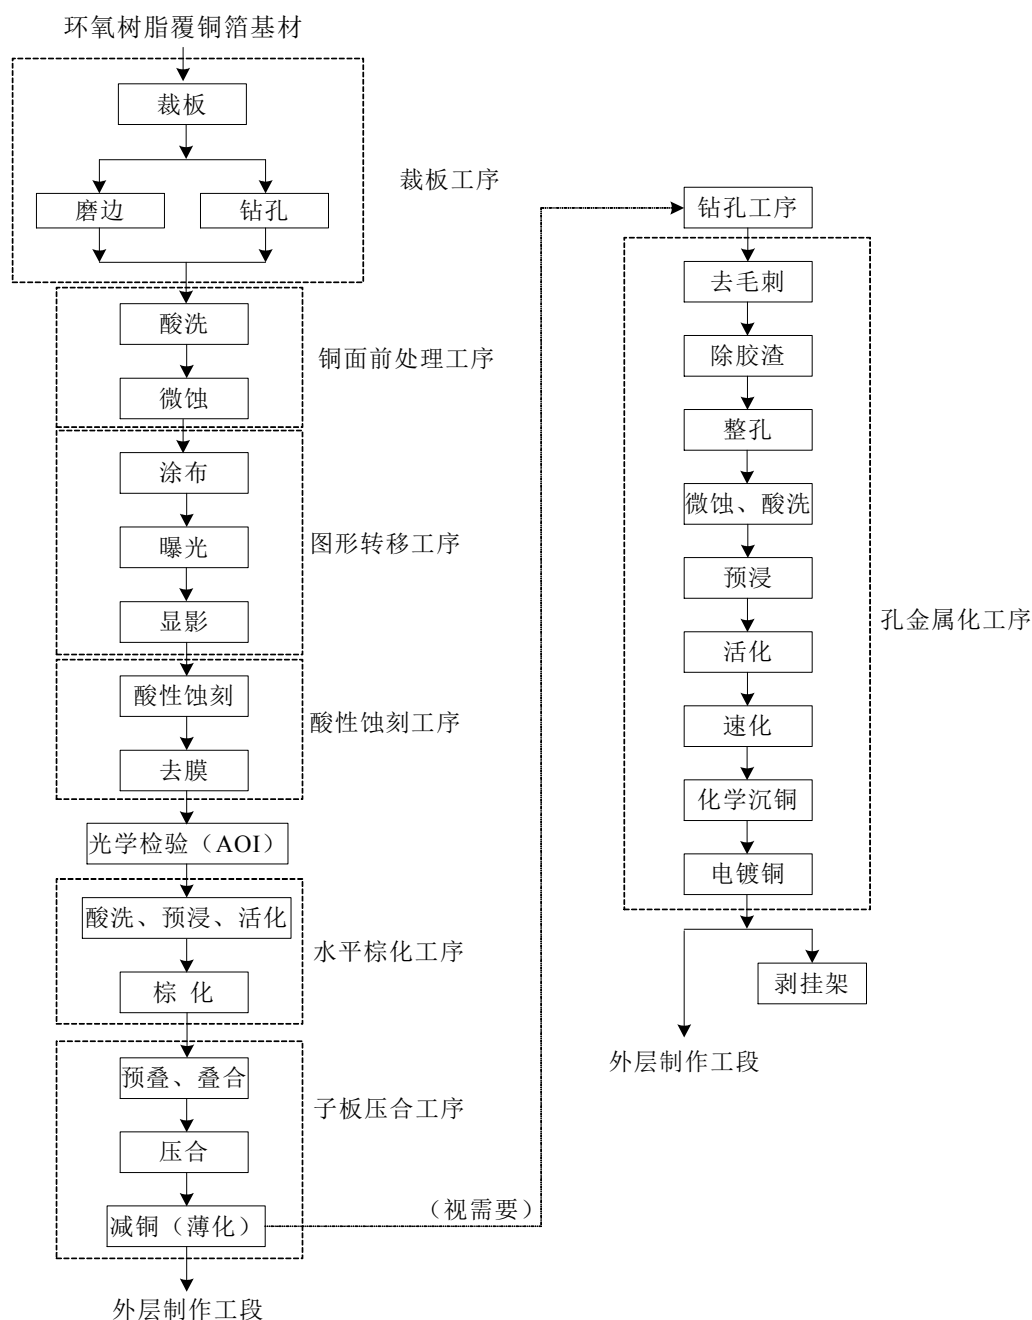 环氧树脂覆铜箔基材
裁板
磨边
钻孔
裁板工序
酸洗
微蚀
铜面前处理工序
涂布
曝光
显影
图形转移工序
酸性蚀刻
去膜
酸性蚀刻工序
光学检验（AOI）
酸洗、预浸、活化
棕 化
水平棕化工序
预叠、叠合
压合
减铜（薄化）
子板压合工序
（视需要）
外层制作工段
钻孔工序
去毛刺
除胶渣
整孔
微蚀、酸洗
预浸
活化
速化
化学沉铜
电镀铜
孔金属化工序
剥挂架
外层制作工段